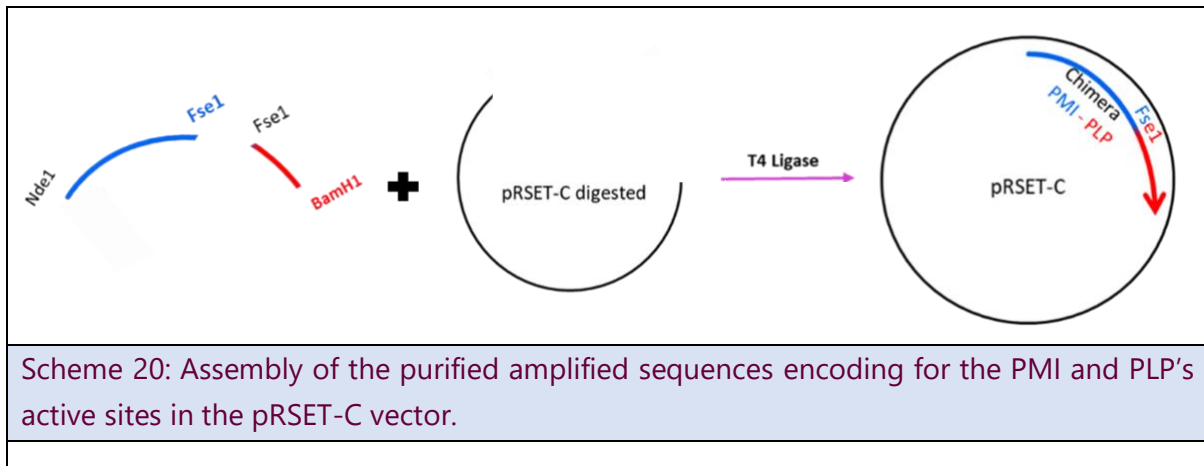 Nde1
Fse1
Fse1
BamH1
pRSET-C digested
T4 Ligase
Chimera
PMI - PLP
Fse1
pRSET-C
Scheme 20: Assembly of the purified amplified sequences encoding for the PMI and PLP’s
active sites in the pRSET-C vector.